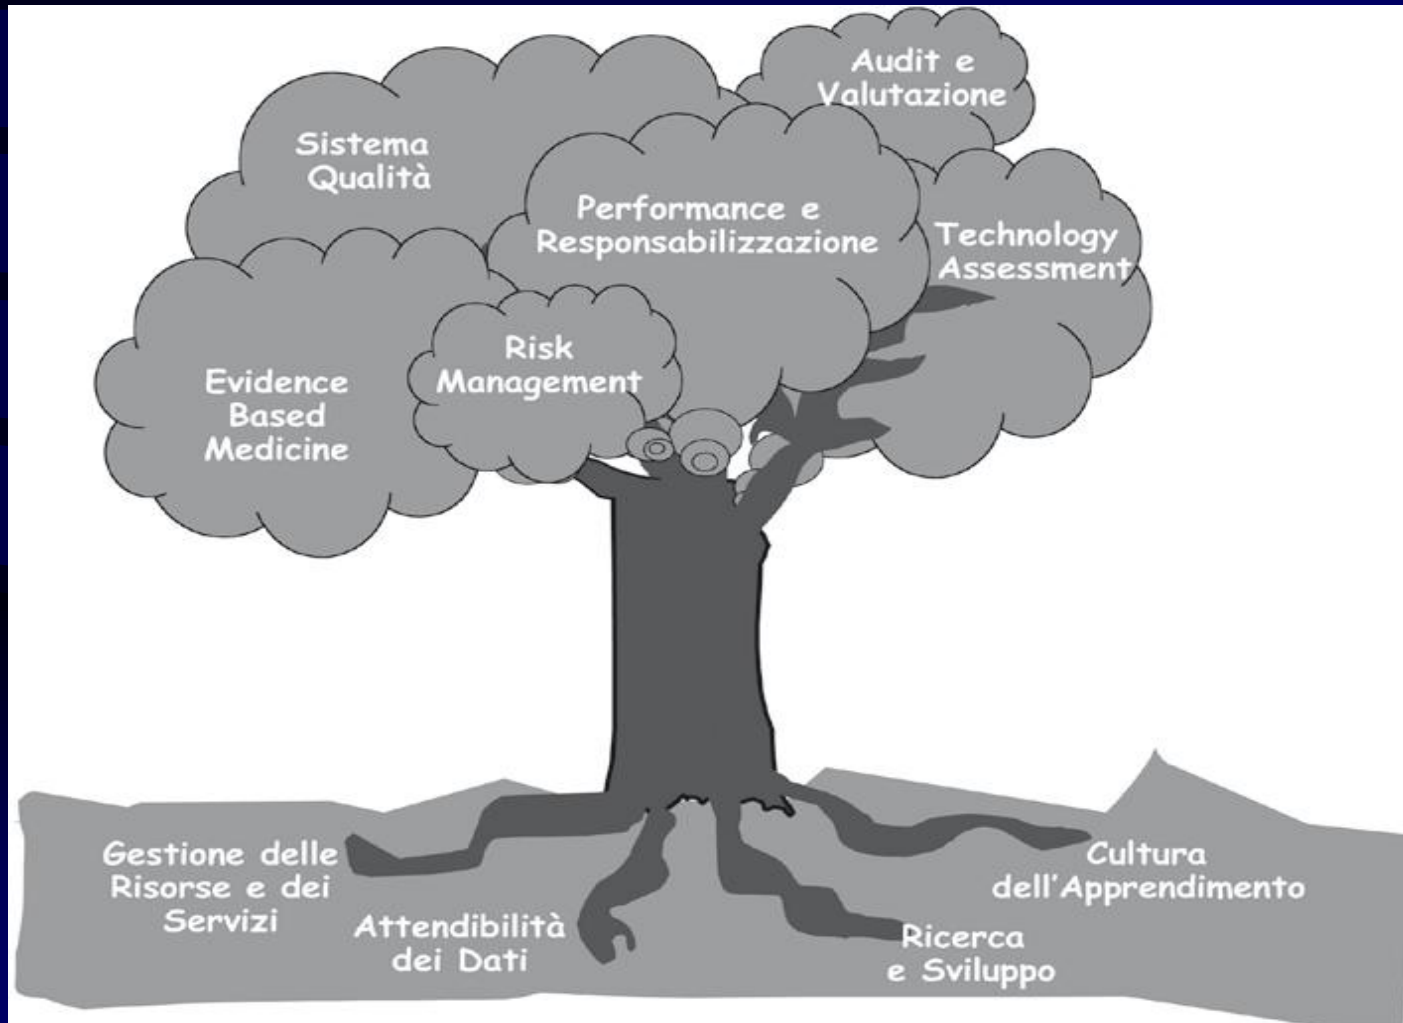 Audit e
Valutazione
Sistema
Qualità
Performance e
Responsabilizzazione
Technology
Assessment
Risk
Management
Evidence
Based
Medicine
Gestione delle
Risorse e dei
Servizi
Attendibilità
dei Dati
Ricerca
e Sviluppo
Cultura
dell'Apprendimento